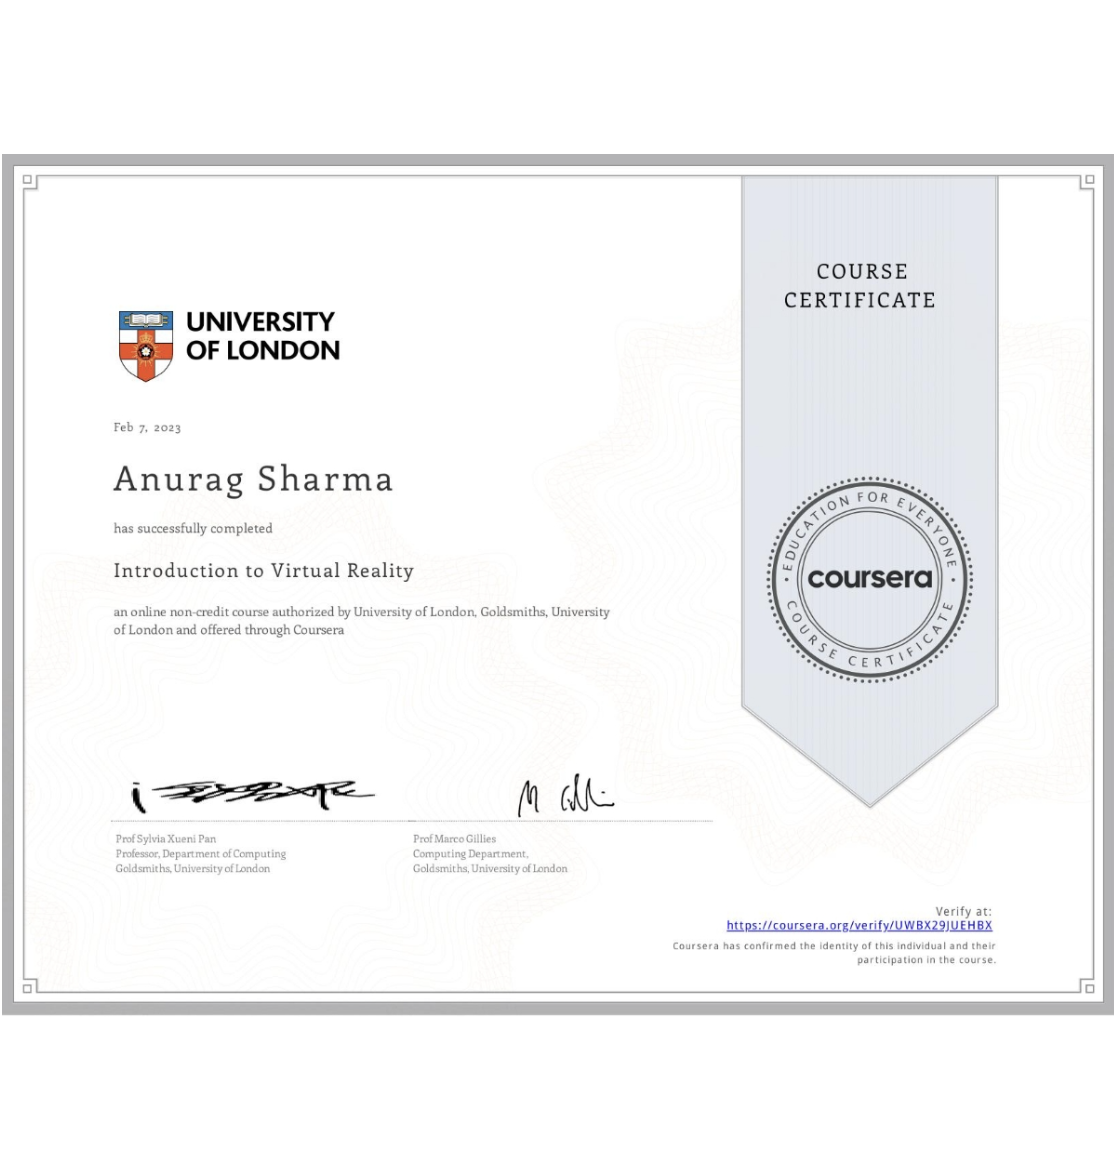 COURSE
CERTIFICATE
UNIVERSITY
OF LONDON
Feb 7, 2023
Anurag Sharma
has successfully completed
Introduction to Virtual Reality
an online non-credit course authorized by University of London, Goldsmiths, University
of London and offered through Coursera
EDUCATION FOR EVERYONE
coursera
COURSE CERTIFICATE
Prof Sylvia Xueni Pan
Professor, Department of Computing
Goldsmiths, University of London
Prof Marco Gillies
Computing Department,
Goldsmiths, University of London
Verify at:
https://coursera.org/verify/UWBX29JUEHBX
Coursera has confirmed the identity of this individual and their
participation in the course.